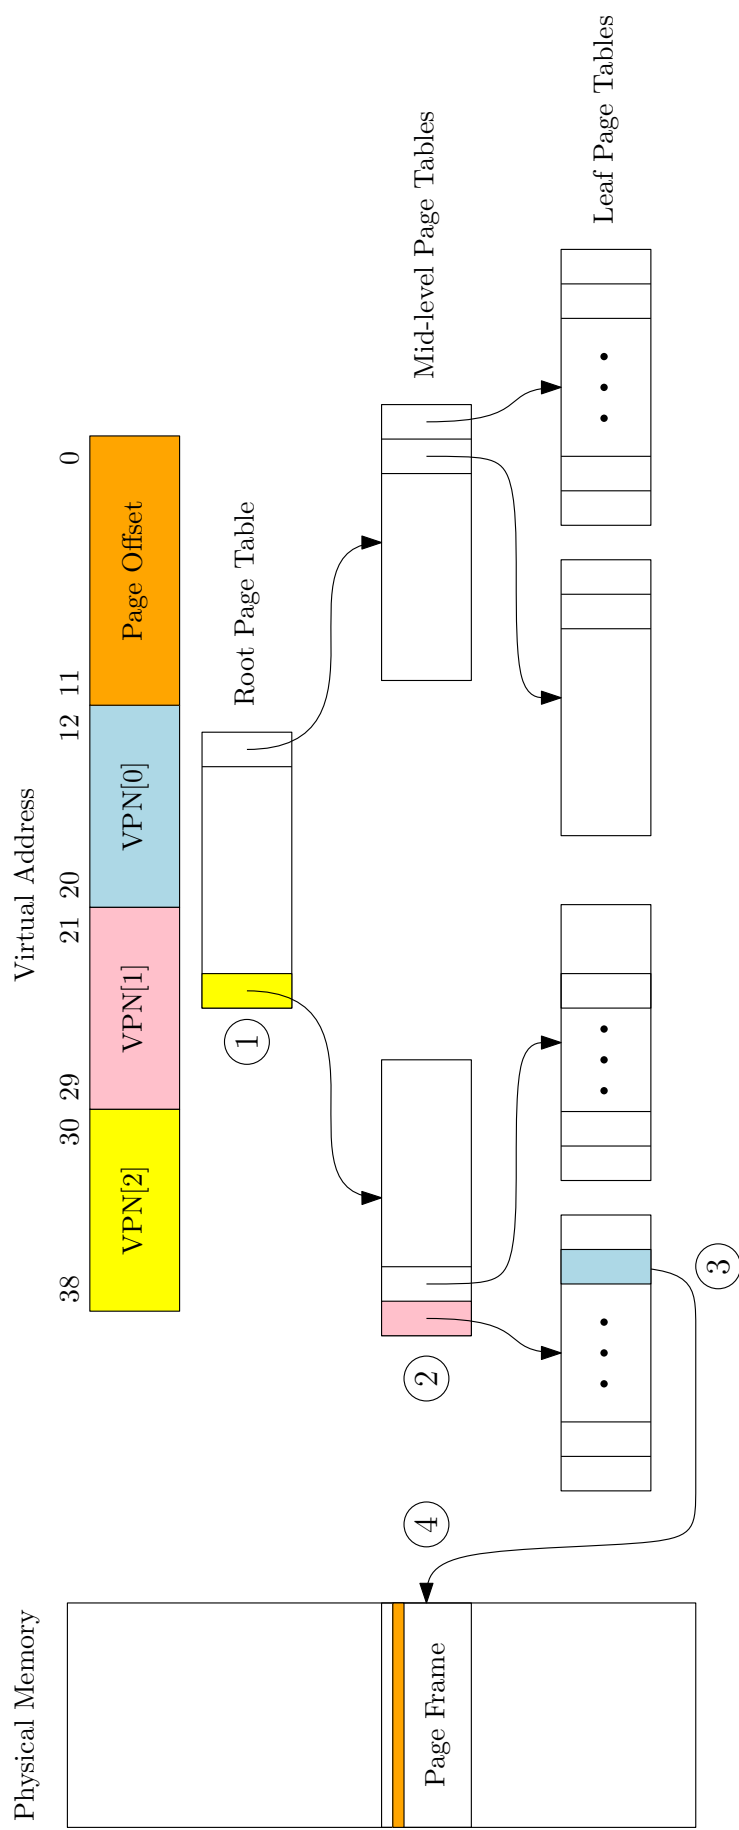 Physical Memory
Virtual Address
38 30 29 21 20 12 11 0
VPN[2] VPN[1] VPN[0] Page Offset
1 Root Page Table
Page Frame 4 2 Mid-level Page Tables
Leaf Page Tables
3